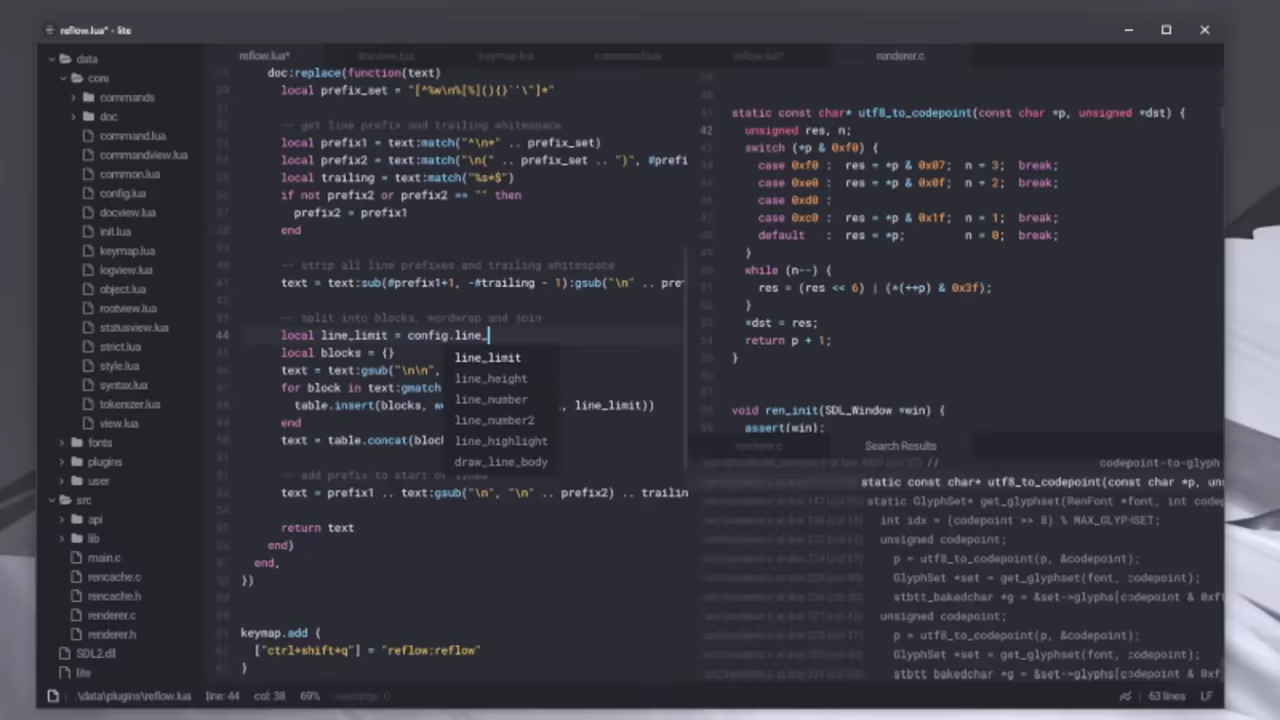 reflow.lua* - lite
data
core
commands
doc
command.lua
commandview.lua
common.lua
config.lua
docview.lua
init.lua
keymap.lua
logview.lua
object.lua
rootview.lua
statusview.lua
strict.lua
style.lua
syntax.lua
tokenizer.lua
view.lua
fonts
plugins
user
src
api
lib
main.c
rencache.c
rencache.h
renderer.c
renderer.h
SDL2.dll
lite
reflow.lua*
docview.lua
keymap.lua
command.lua
doc:replace(function(text)
local prefix_set = "[^%w\n%[%](){}`'\"]*"
-- get line prefix and trailing whitespace
local prefix1 = text:match("^\n*" .. prefix_set)
local prefix2 = text:match("\n(" .. prefix_set .. ")", #prefi
local trailing = text:match("%s*$")
if not prefix2 or prefix2 == "" then
prefix2 = prefix1
end
-- strip all line prefixes and trailing whitespace
text = text:sub(#prefix1+1, -#trailing - 1):gsub("\n" .. pre
-- split into blocks, wordwrap and join
44 local line_limit = config.line_
local blocks = {}
text = text:gsub("\n\n",
for block in text:gmatch
table.insert(blocks, , line_limit))
end
text = table.concat(bloc
line_limit
line_height
line_number
line_number2
line_highlight
draw_line_body
-- add prefix to start
text = prefix1 .. text:gsub("\n", "\n" .. prefix2) .. trailin
return text
end)
end,
})
keymap.add {
["ctrl+shift+q"] = "reflow:reflow"
}
renderer.c
static const char* utf8_to_codepoint(const char *p, unsigned *dst) {
42 unsigned res, n;
switch (*p & 0xf0) {
case 0xf0 : res = *p & 0x07; n = 3; break;
case 0xe0 : res = *p & 0x0f; n = 2; break;
case 0xd0 :
case 0xc0 : res = *p & 0x1f; n = 1; break;
default : res = *p; n = 0; break;
}
while (n--) {
res = (res << 6) | (*(++p) & 0x3f);
}
*dst = res;
return p + 1;
}
void ren_init(SDL_Window *win) {
assert(win);
renderer.c
Search Results
// codepoint-to-glyph
static const char* utf8_to_codepoint(const char *p, uns
static GlyphSet* get_glyphset(RenFont *font, int codep
int idx = (codepoint >> 8) % MAX_GLYPHSET;
unsigned codepoint;
p = utf8_to_codepoint(p, &codepoint);
GlyphSet *set = get_glyphset(font, codepoint);
stbtt_bakedchar *g = &set->glyphs[codepoint & 0xff
unsigned codepoint;
p = utf8_to_codepoint(p, &codepoint);
GlyphSet *set = get_glyphset(font, codepoint);
stbtt_bakedchar *g = &set->glyphs[codepoint & 0xf
.\data\plugins\reflow.lua line: 44 col: 38 69%
63 lines LF